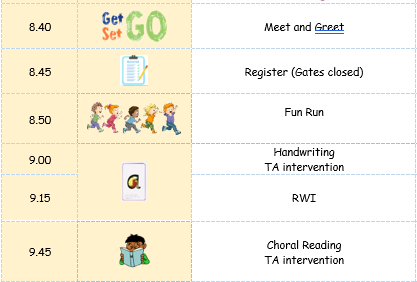 8.40
Get
Set GO
Meet and Greet
8.45
Register (Gates closed)
8.50
Fun Run
9.00
Handwriting
TA intervention
9.15
RWI
9.45
Choral Reading
TA intervention